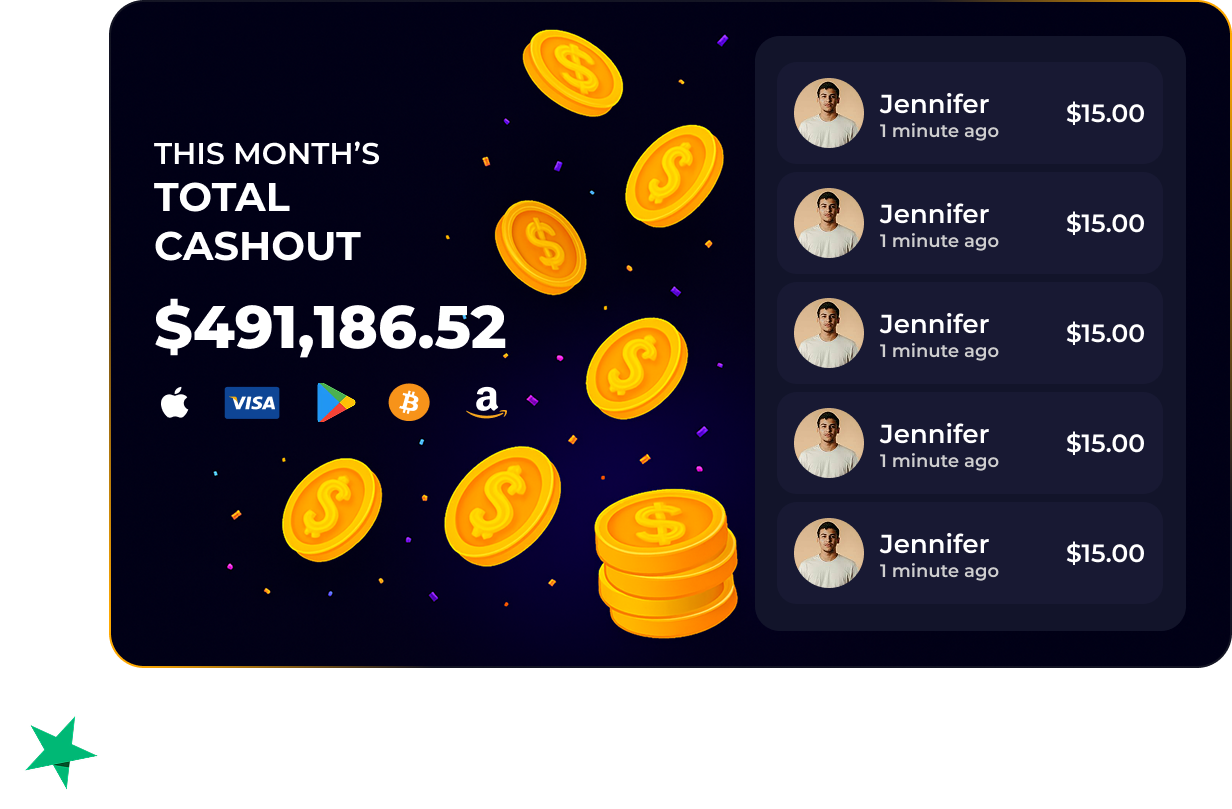 THIS MONTH’S
TOTAL
CASHOUT
$491,186.52
VISA
a
Jennifer
1 minute ago
$15.00
Jennifer
1 minute ago
$15.00
Jennifer
1 minute ago
$15.00
Jennifer
1 minute ago
$15.00
Jennifer
1 minute ago
$15.00